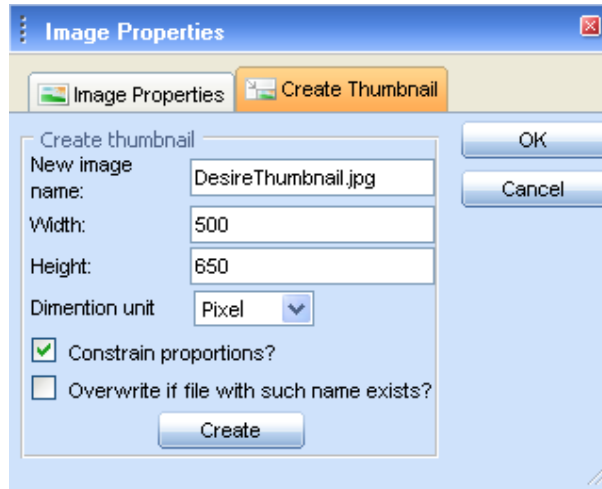 Image Properties
Image Properties
Create Thumbnail
Create thumbnail
New image
name:
DesireThumbnail.jpg
Width:
500
Height:
650
Dimention unit
Pixel
Constrain proportions?
Overwrite if file with such name exists?
Create
OK
Cancel